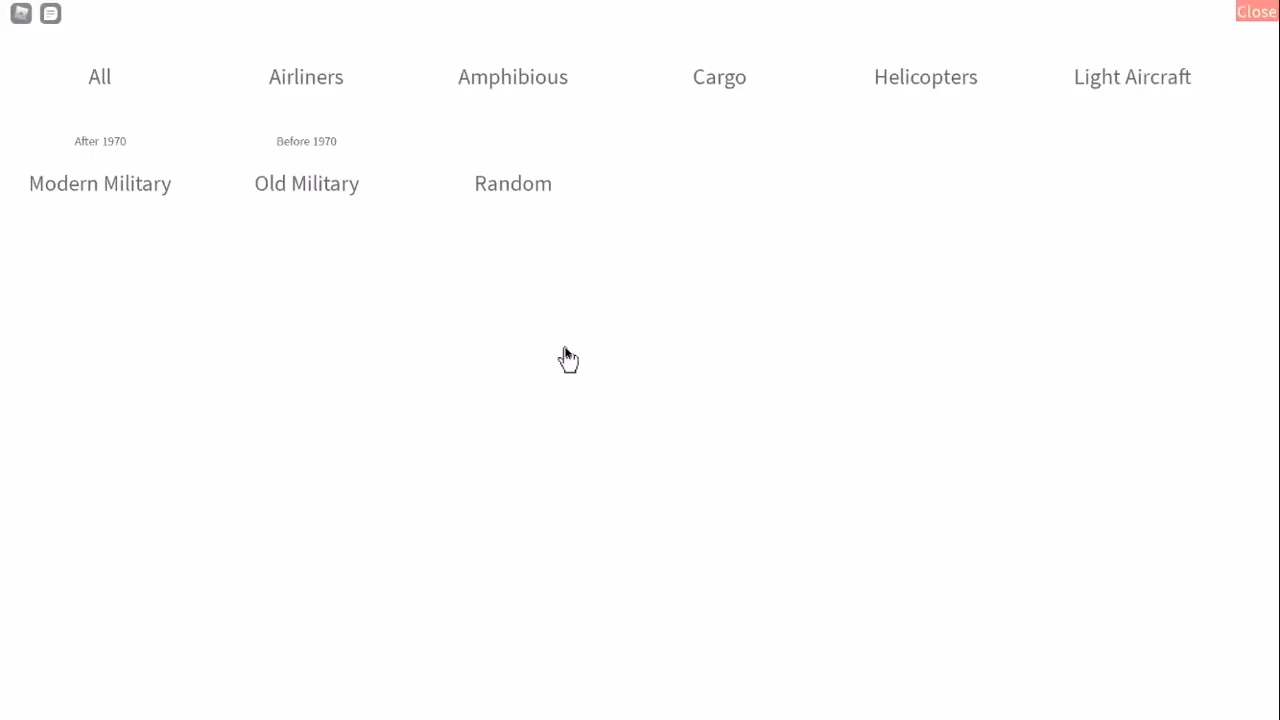 Close
All Airliners Amphibious Cargo Helicopters Light Aircraft
After 1970 Before 1970
Modern Military Old Military Random